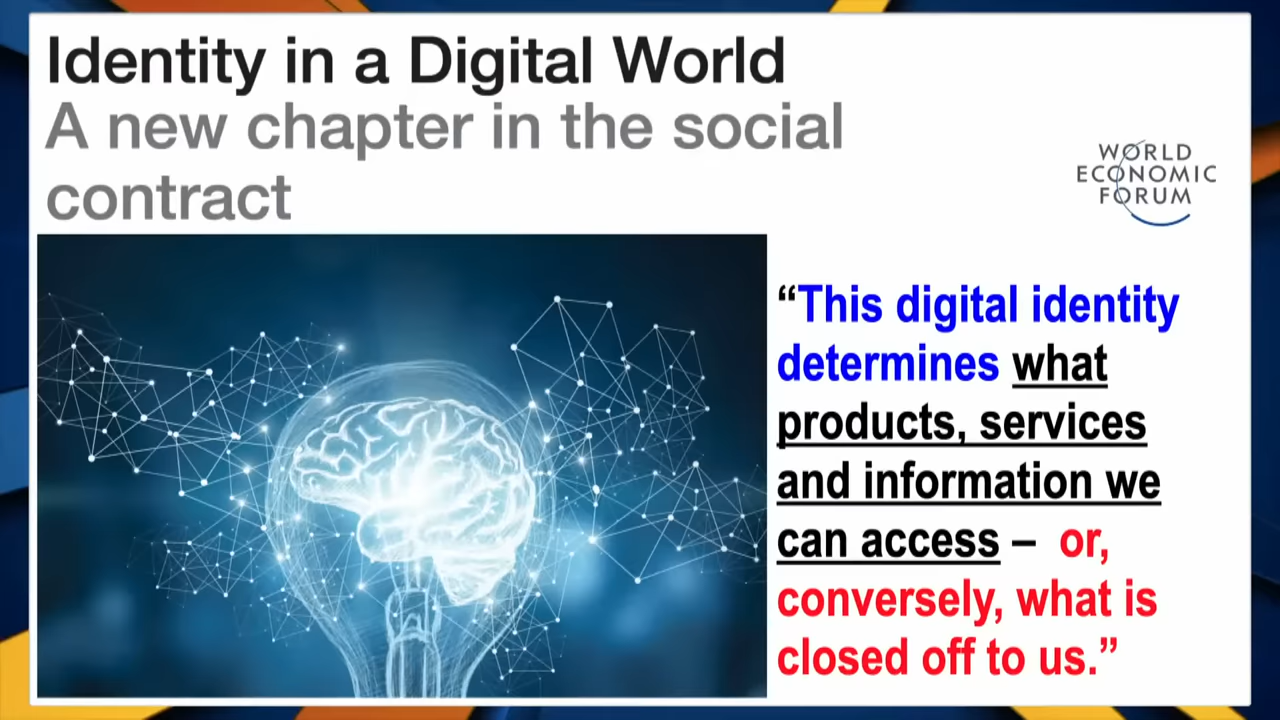 Identity in a Digital World
A new chapter in the social
contract
WORLD
ECONOMIC
FORUM
“This digital identity
determines what
products, services
and information we
can access – or,
conversely, what is
closed off to us.”